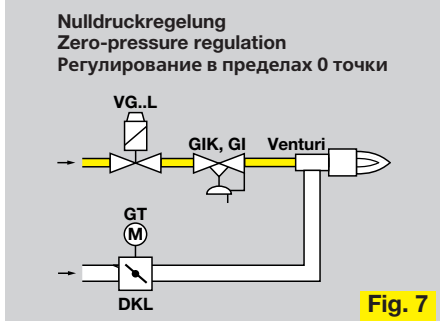 Nulldruckregelung
Zero-pressure regulation
Регулирование в пределах 0 точки
VG..L
GIK, GI
Venturi
GT
M
DKL
Fig. 7